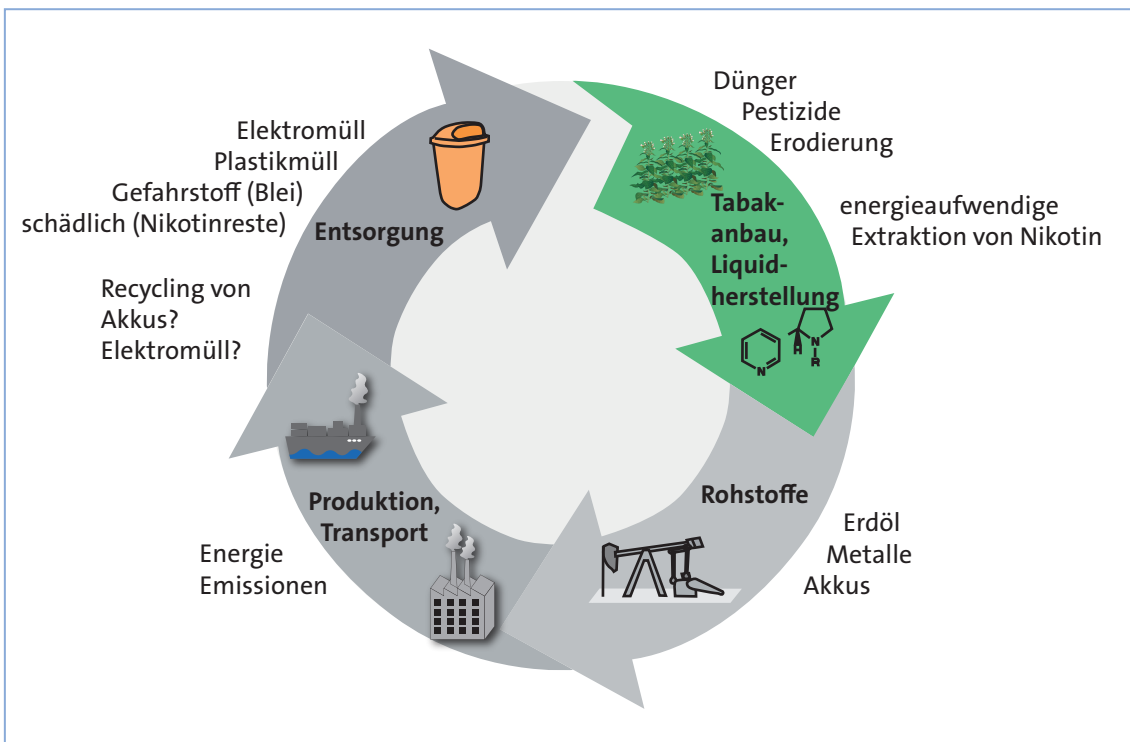 Dünger
Pestizide
Erodierung
Tabak-
anbau,
Liquid-
herstellung
energieaufwendige
Extraktion von Nikotin
N
H
N
R
Rohstoffe
Erdöl
Metalle
Akkus
Produktion,
Transport
Energie
Emissionen
Recycling von
Akkus?
Elektromüll?
Entsorgung
Elektromüll
Plastikmüll
Gefahrstoff (Blei)
schädlich (Nikotinreste)